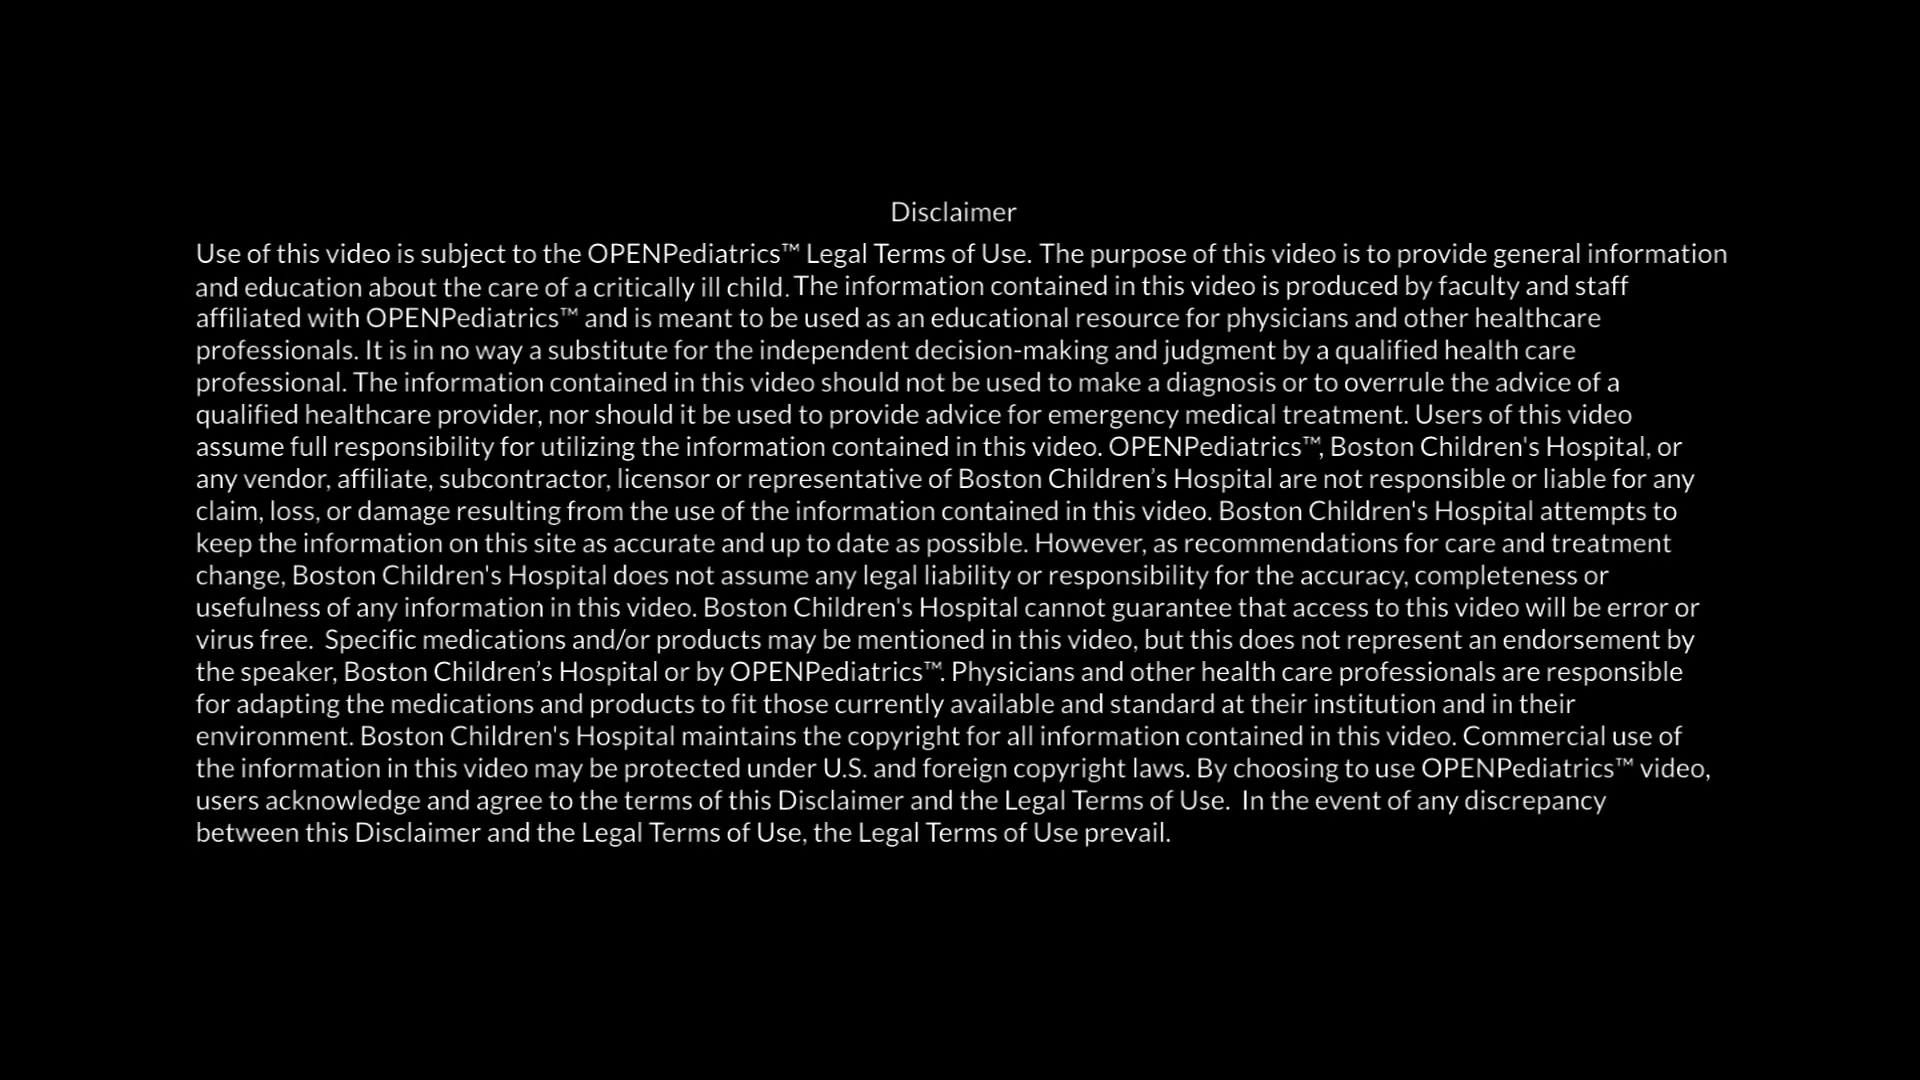 Disclaimer
Use of this video is subject to the OPENPediatrics™ Legal Terms of Use. The purpose of this video is to provide general information
and education about the care of a critically ill child. The information contained in this video is produced by faculty and staff
affiliated with OPENPediatrics™ and is meant to be used as an educational resource for physicians and other healthcare
professionals. It is in no way a substitute for the independent decision-making and judgment by a qualified health care
professional. The information contained in this video should not be used to make a diagnosis or to overrule the advice of a
qualified healthcare provider, nor should it be used to provide advice for emergency medical treatment. Users of this video
assume full responsibility for utilizing the information contained in this video. OPENPediatrics™, Boston Children's Hospital, or
any vendor, affiliate, subcontractor, licensor or representative of Boston Children’s Hospital are not responsible or liable for any
claim, loss, or damage resulting from the use of the information contained in this video. Boston Children's Hospital attempts to
keep the information on this site as accurate and up to date as possible. However, as recommendations for care and treatment
change, Boston Children's Hospital does not assume any legal liability or responsibility for the accuracy, completeness or
usefulness of any information in this video. Boston Children's Hospital cannot guarantee that access to this video will be error or
virus free.  Specific medications and/or products may be mentioned in this video, but this does not represent an endorsement by
the speaker, Boston Children’s Hospital or by OPENPediatrics™. Physicians and other health care professionals are responsible
for adapting the medications and products to fit those currently available and standard at their institution and in their
environment. Boston Children's Hospital maintains the copyright for all information contained in this video. Commercial use of
the information in this video may be protected under U.S. and foreign copyright laws. By choosing to use OPENPediatrics™ video,
users acknowledge and agree to the terms of this Disclaimer and the Legal Terms of Use.  In the event of any discrepancy
between this Disclaimer and the Legal Terms of Use, the Legal Terms of Use prevail.